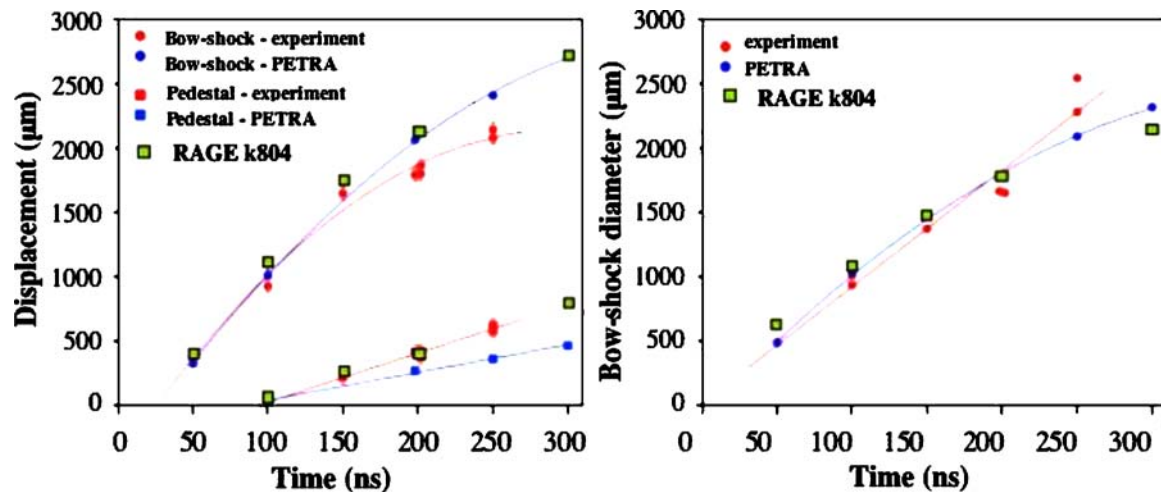 3000
2500
2000
1500
1000
500
0
Displacement (μm)
Bow-shock - experiment
Bow-shock - PETRA
Pedestal - experiment
Pedestal - PETRA
RAGE k804
0 50 100 150 200 250 300
Time (ns)
3000
2500
2000
1500
1000
500
0
Bow-shock diameter (μm)
experiment
PETRA
RAGE k804
0 50 100 150 200 250 300
Time (ns)